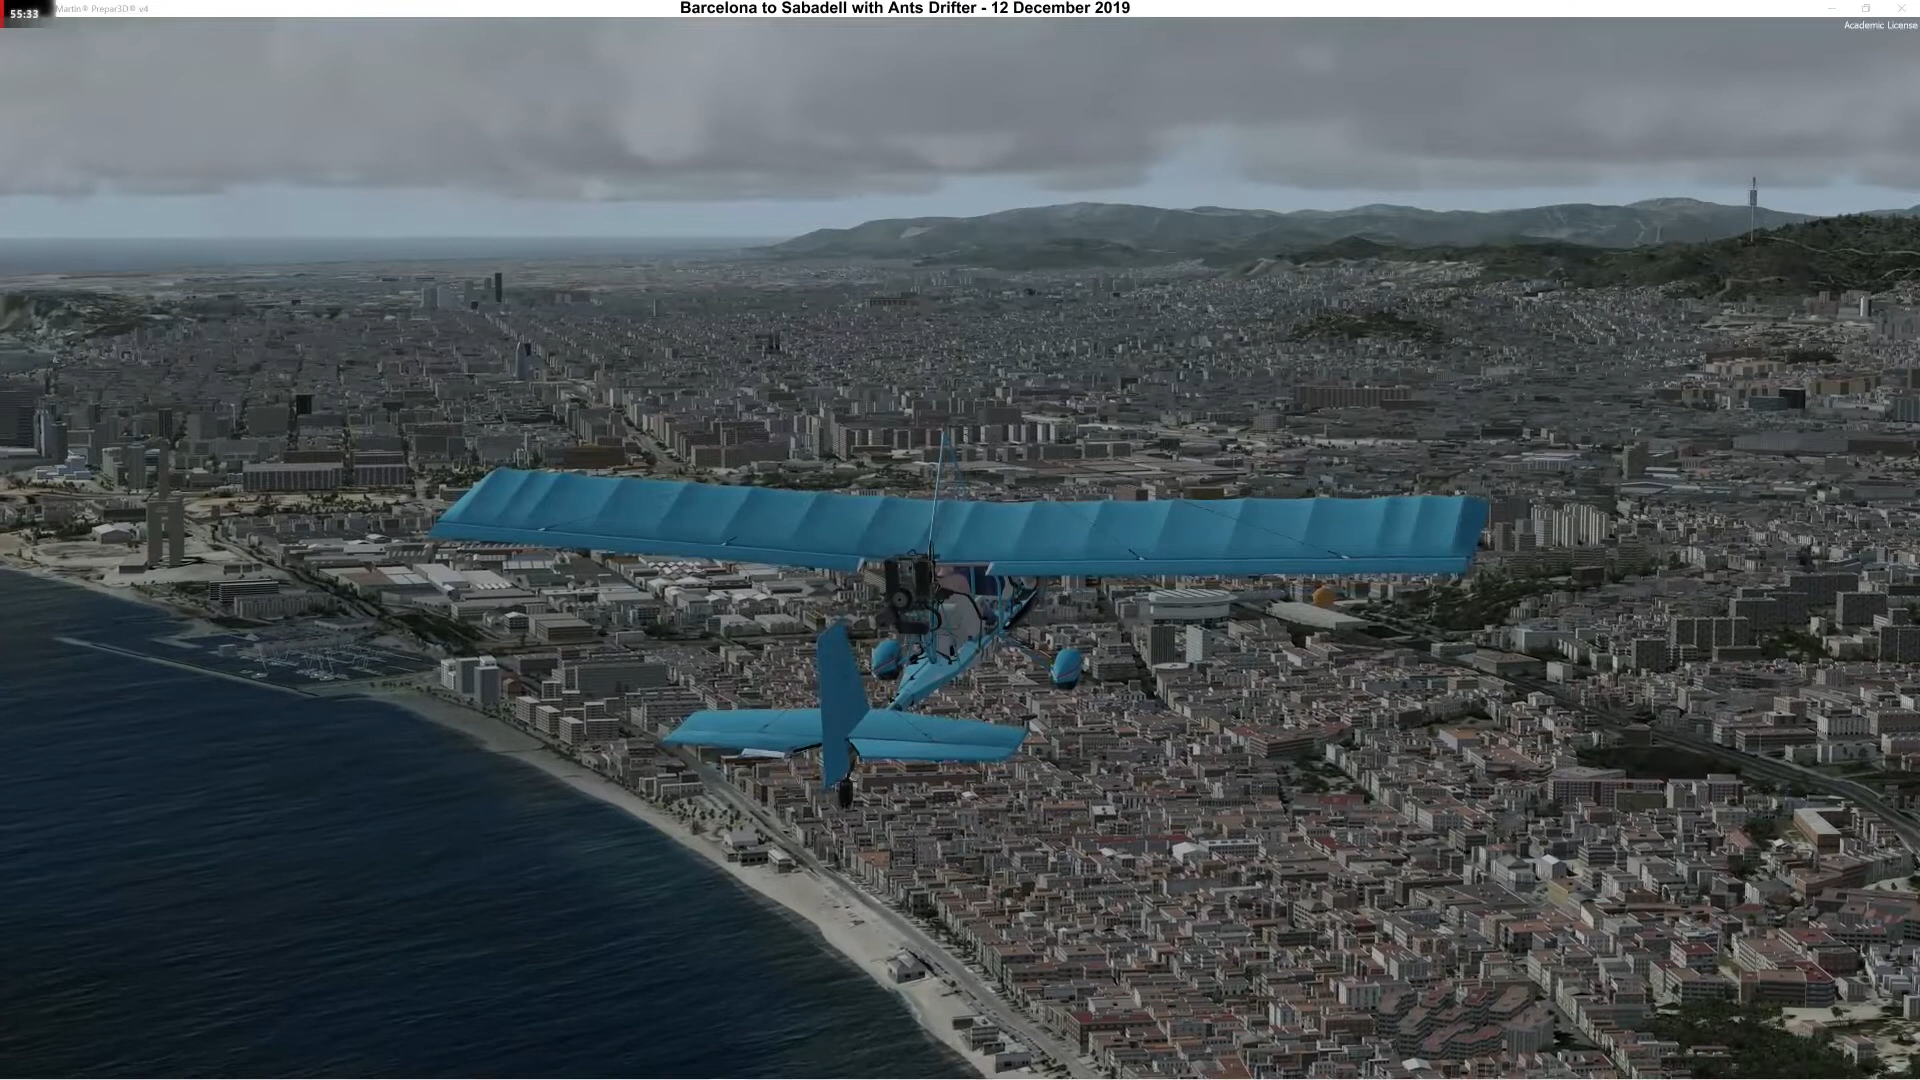 55:33
Martin® Prepar3D® v4
Barcelona to Sabadell with Ants Drifter - 12 December 2019
Academic License